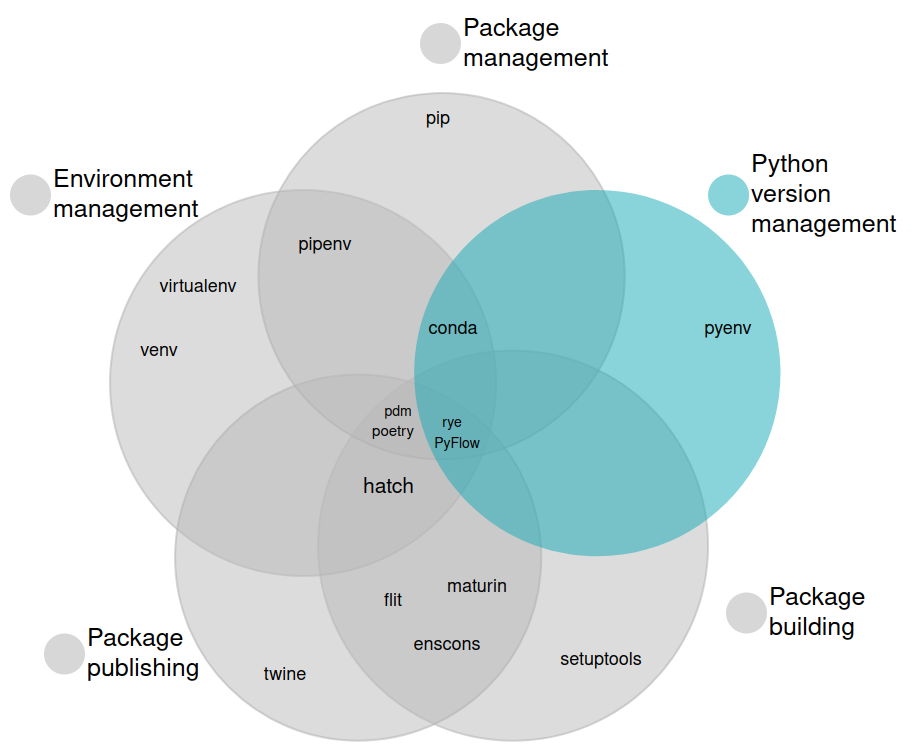 Package
management
pip
Python
version
management
Environment
management
pipenv
virtualenv
conda
pyenv
venv
pdm
poetry
rye
PyFlow
hatch
flit
maturin
enscons
Package
building
Package
publishing
setuptools
twine